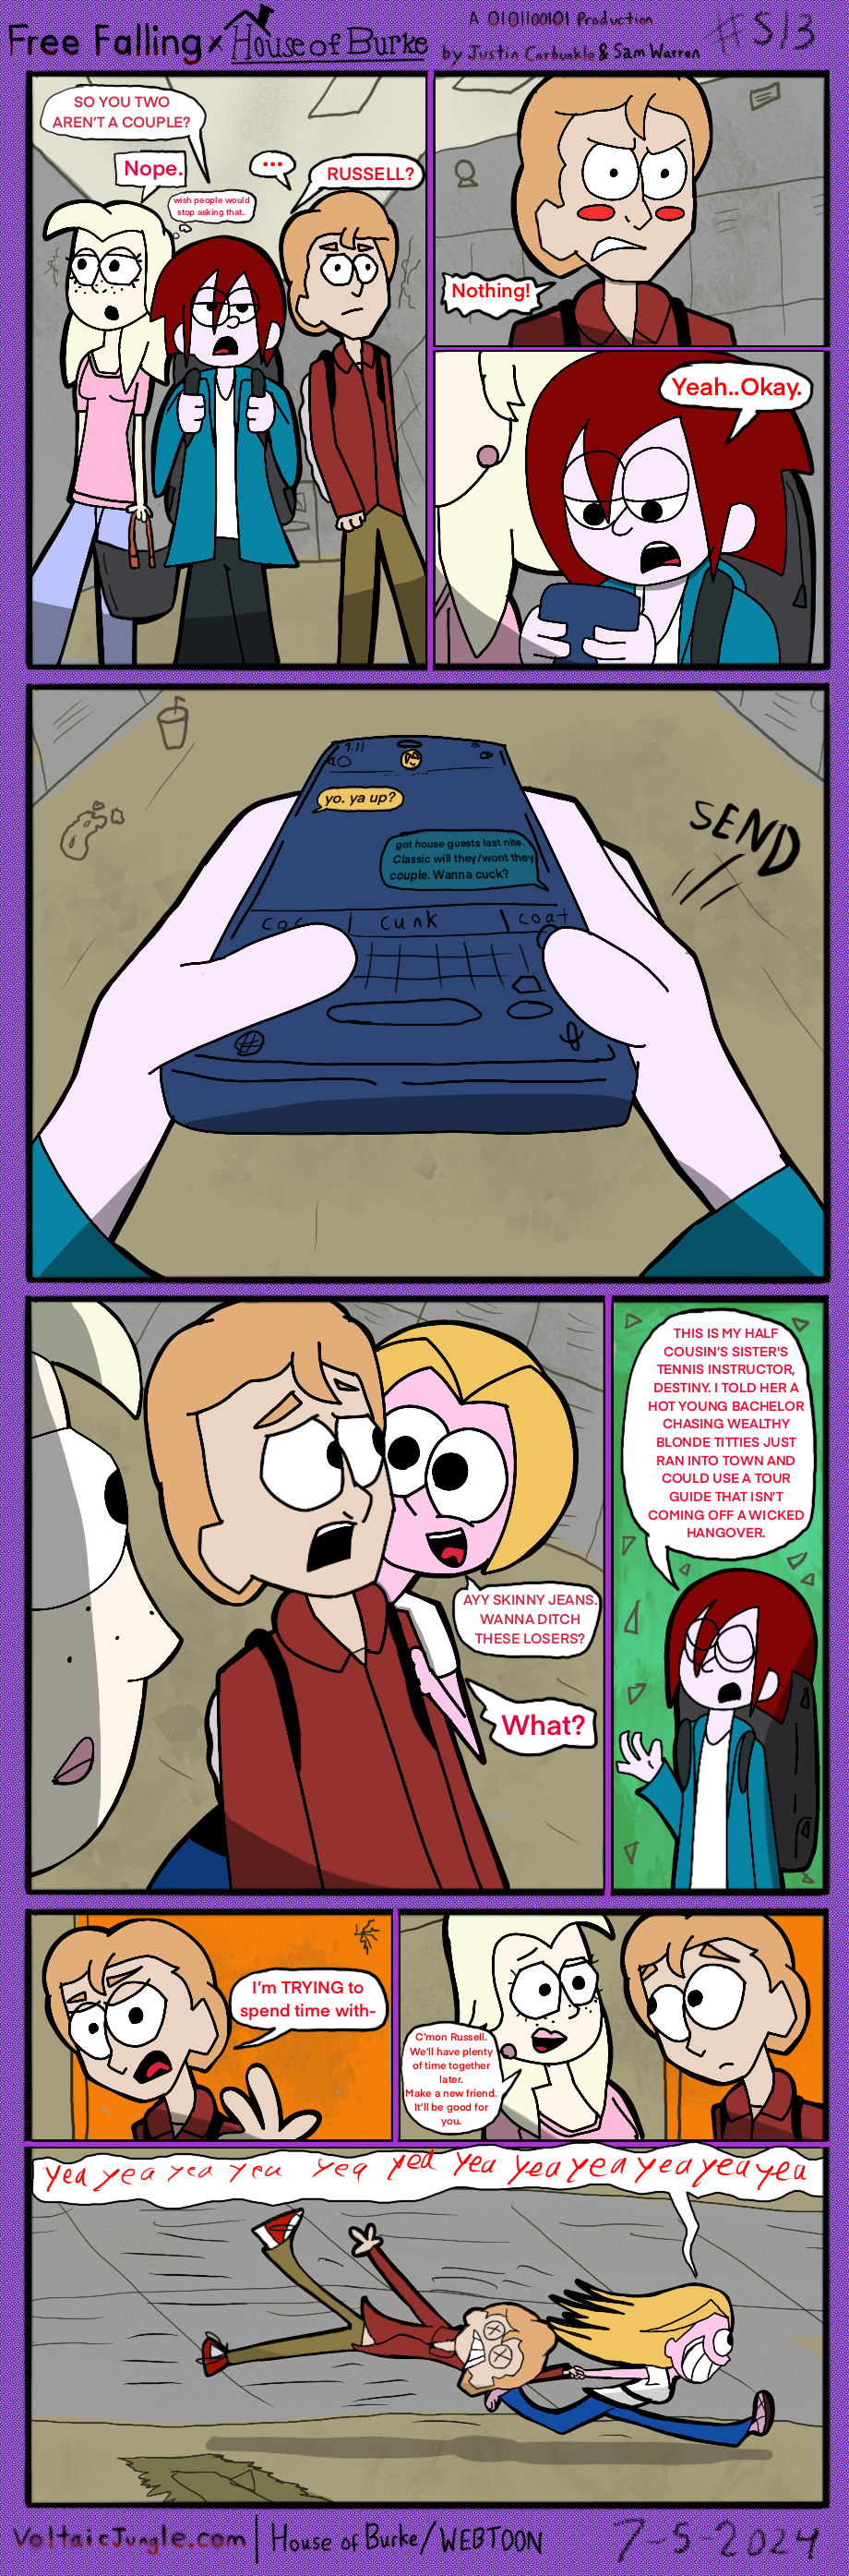 Free Falling x House of Burke
A 0101100101 Production
by Justin Carbunkle & Sam Warren
#513
SO YOU TWO
AREN'T A COUPLE?
Nope.
wish people would
stop asking that..
...
RUSSELL?
Nothing!
Yeah..Okay.
9:11
yo. ya up?
got house guests last nite.
Classic will they/wont they
couple. Wanna cuck?
cunk
coat
SEND
AYY SKINNY JEANS.
WANNA DITCH
THESE LOSERS?
What?
THIS IS MY HALF
COUSIN'S SISTER'S
TENNIS INSTRUCTOR,
DESTINY. I TOLD HER A
HOT YOUNG BACHELOR
CHASING WEALTHY
BLONDE TITTIES JUST
RAN INTO TOWN AND
COULD USE A TOUR
GUIDE THAT ISN'T
COMING OFF A WICKED
HANGOVER.
I'm TRYING to
spend time with-
C'mon Russell.
We'll have plenty
of time together
later.
Make a new friend.
It'll be good for
you.
yea yea yea yea yea yea yea yea yea yea yea yea
VoltaicJungle.com | House of Burke/WEBTOON
7-5-2024